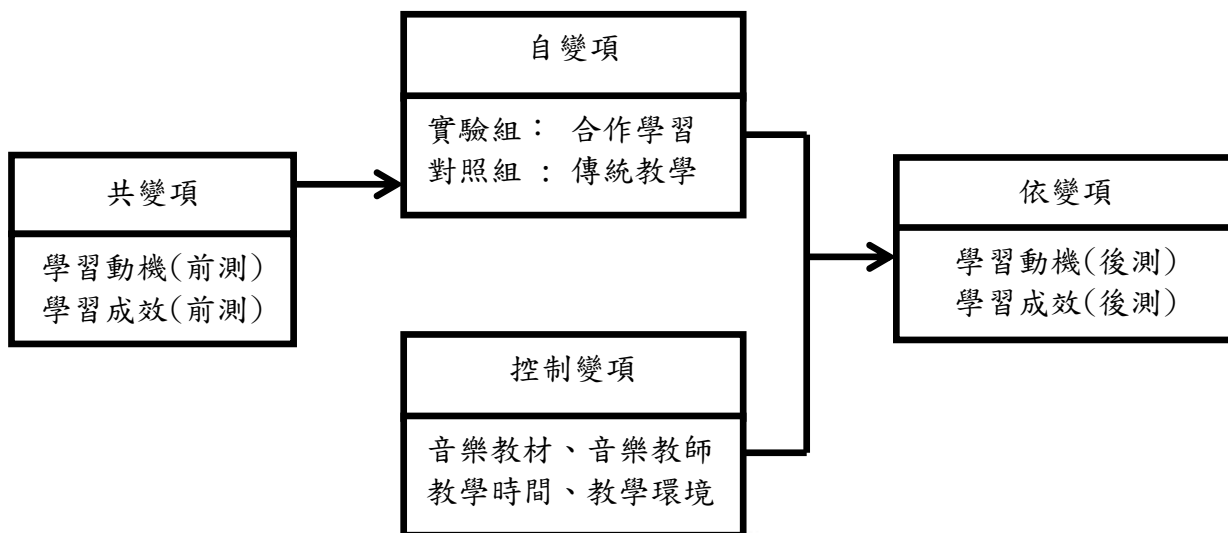 自變項
實驗組： 合作學習
對照組 : 傳統教學
共變項
學習動機(前測)
學習成效(前測)
依變項
學習動機(後測)
學習成效(後測)
控制變項
音樂教材、音樂教師
教學時間、教學環境